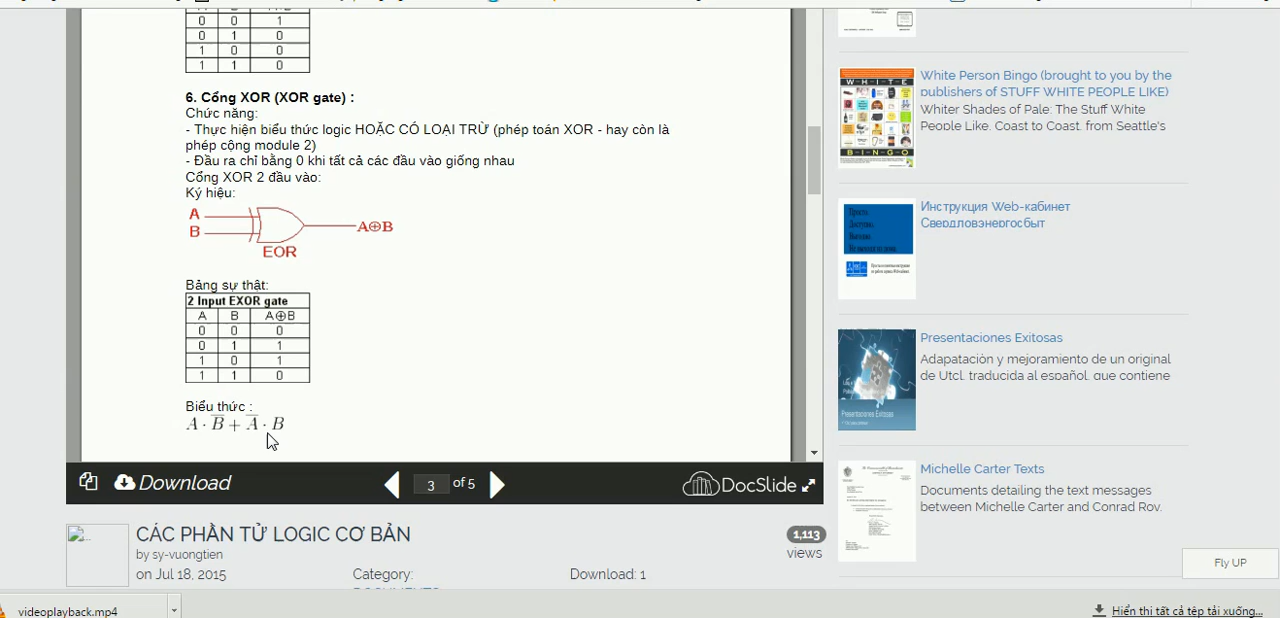 0 0 1
0 1 0
1 0 0
1 1 0
6. Cổng XOR (XOR gate) :
Chức năng:
- Thực hiện biểu thức logic HOẶC CÓ LOẠI TRỪ (phép toán XOR - hay còn là
phép cộng module 2)
- Đầu ra chỉ bằng 0 khi tất cả các đầu vào giống nhau
Cổng XOR 2 đầu vào:
Ký hiệu:
A
B
A⊕B
EOR
Bảng sự thật:
2 Input EXOR gate
A B A⊕B
0 0 0
0 1 1
1 0 1
1 1 0
Biểu thức :
A · B̅ + A̅ · B
Download
3 of 5
DocSlide
CÁC PHẦN TỬ LOGIC CƠ BẢN
by sy-vuongtien
on Jul 18, 2015
Category:
Download: 1
1,113
views
White Person Bingo (brought to you by the
publishers of STUFF WHITE PEOPLE LIKE)
Whiter Shades of Pale: The Stuff White
People Like, Coast to Coast, from Seattle's
WHITE
BINGO
Инструкция Web-кабинет
Свердловэнергосбыт
Presentaciones Exitosas
Adapatación y mejoramiento de un original
de Utcl, traducida al español, que contiene
Presentaciones Exitosas
Michelle Carter Texts
Documents detailing the text messages
between Michelle Carter and Conrad Roy.
Fly UP
videoplayback.mp4
Hiển thị tất cả tệp tải xuống...